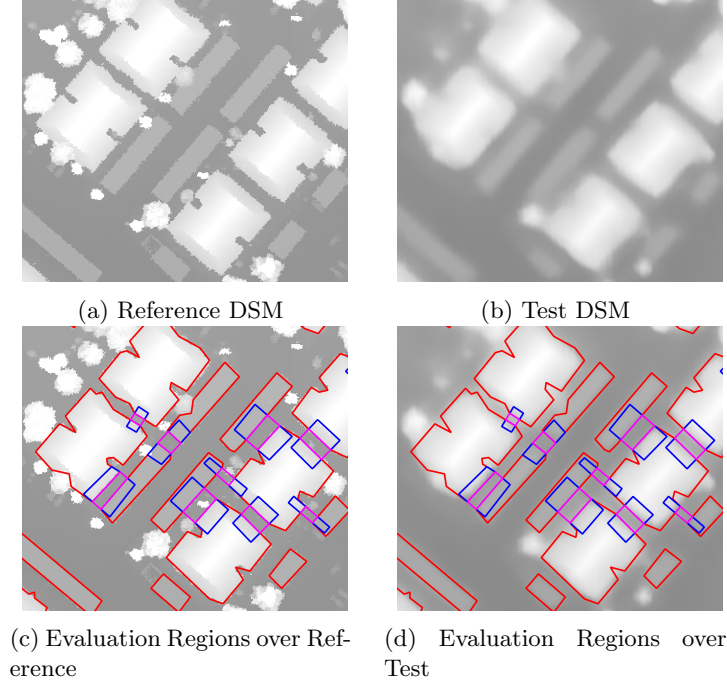 (a) Reference DSM
(b) Test DSM
(c) Evaluation Regions over Ref-
erence
(d) Evaluation Regions over
Test